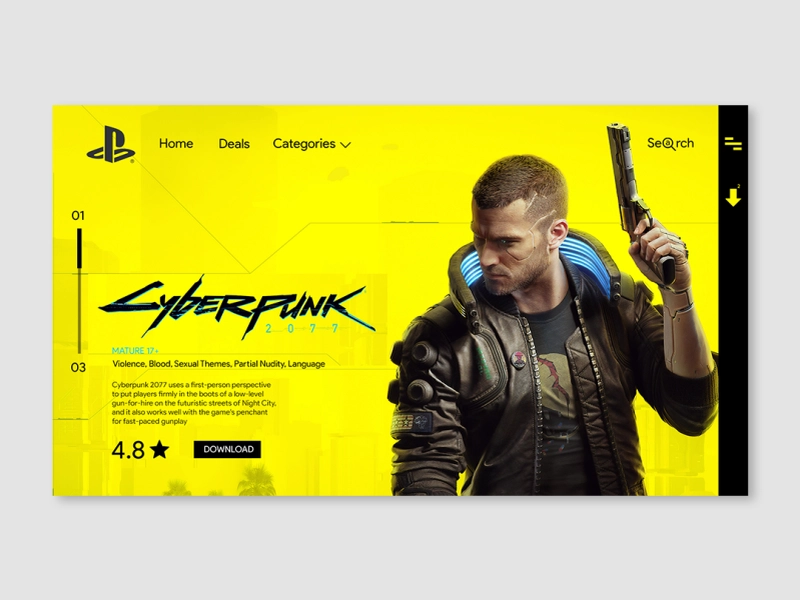 Home Deals Categories Se rch
2
01
Cyberpunk
2077
MATURE 17+
Violence, Blood, Sexual Themes, Partial Nudity, Language
03
Cyberpunk 2077 uses a first-person perspective
to put players firmly in the boots of a low-level
gun-for-hire on the futuristic streets of Night City,
and it also works well with the game's penchant
for fast-paced gunplay
4.8 DOWNLOAD